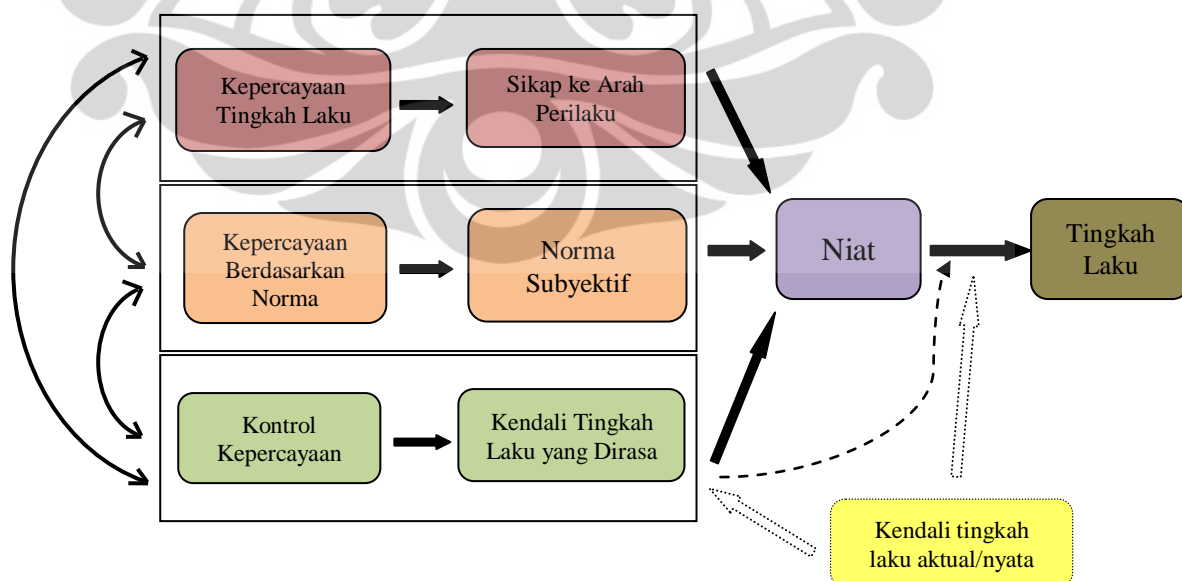 Kepercayaan
Tingkah Laku
Sikap ke Arah
Perilaku
Kepercayaan
Berdasarkan
Norma
Norma
Subyektif
Niat
Tingkah
Laku
Kontrol
Kepercayaan
Kendali Tingkah
Laku yang Dirasa
Kendali tingkah
laku aktual/nyata